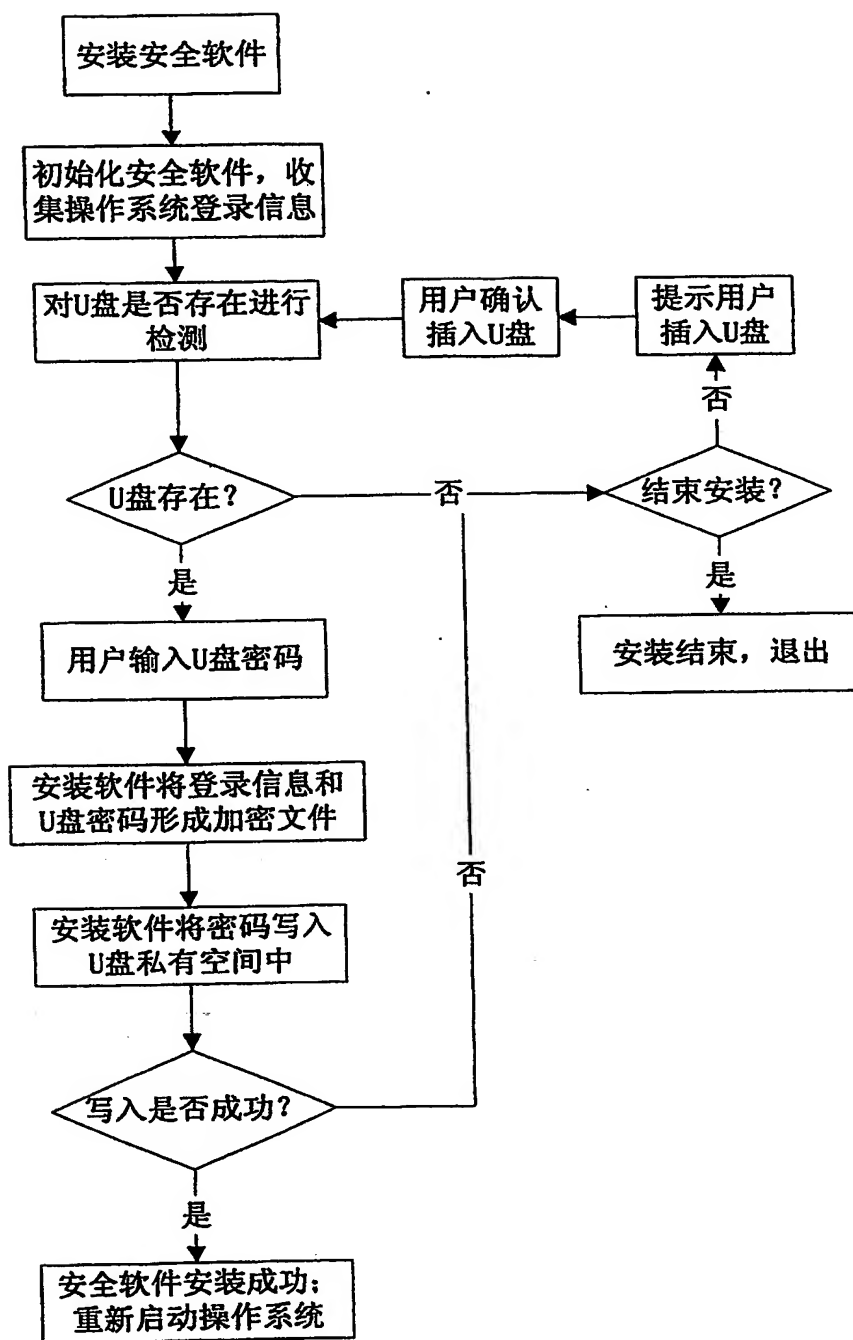 安装安全软件
初始化安全软件，收
集操作系统登录信息
对U盘是否存在进行
检测
用户确认
插入U盘
提示用户
插入U盘
否
U盘存在？
否
结束安装？
是
是
用户输入U盘密码
安装结束，退出
安装软件将登录信息和
U盘密码形成加密文件
否
安装软件将密码写入
U盘私有空间中
写入是否成功？
是
安全软件安装成功；
重新启动操作系统